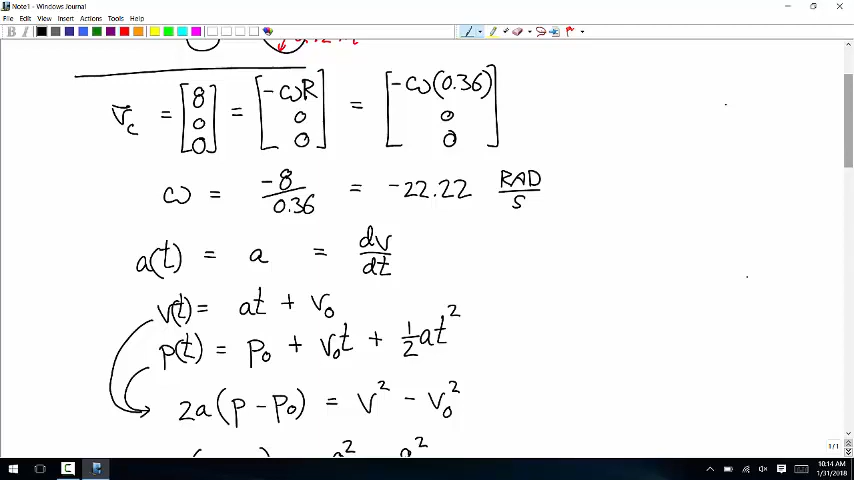 Note1 - Windows Journal
File Edit View Insert Actions Tools Help
B I
v̄c = [8 0 0] = [-ωR 0 0] = [-ω(0.36) 0 0]
ω = -8/0.36 = -22.22 RAD/S
a(t) = a = dv/dt
v(t) = at + v₀
p(t) = p₀ + v₀t + 1/2 at²
2a(p - p₀) = v² - v₀²
1/1
10:14 AM
1/31/2018